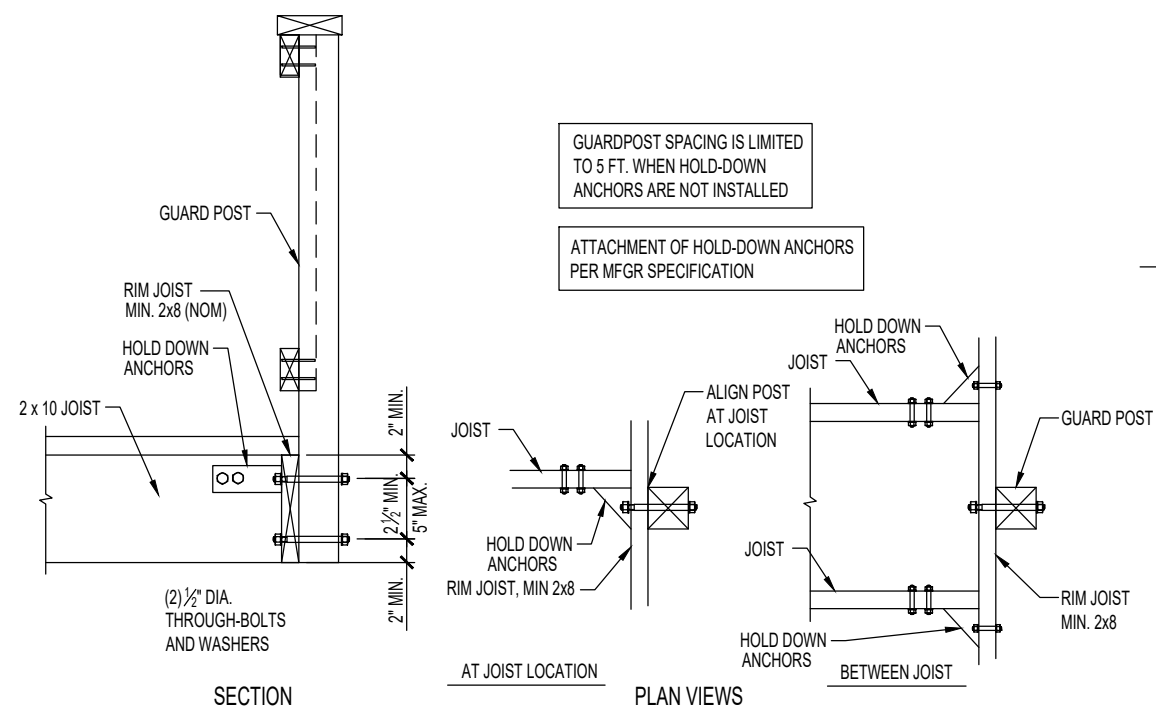 GUARDPOST SPACING IS LIMITED
TO 5 FT. WHEN HOLD-DOWN
ANCHORS ARE NOT INSTALLED
ATTACHMENT OF HOLD-DOWN ANCHORS
PER MFGR SPECIFICATION
GUARD POST
RIM JOIST
MIN. 2x8 (NOM)
HOLD DOWN
ANCHORS
2 x 10 JOIST
2" MIN.
2½" MIN.
5" MAX.
2" MIN.
(2) ½" DIA.
THROUGH-BOLTS
AND WASHERS
SECTION
JOIST
ALIGN POST
AT JOIST
LOCATION
HOLD DOWN
ANCHORS
RIM JOIST, MIN 2x8
AT JOIST LOCATION
PLAN VIEWS
HOLD DOWN
ANCHORS
JOIST
GUARD POST
JOIST
RIM JOIST
MIN. 2x8
HOLD DOWN
ANCHORS
BETWEEN JOIST